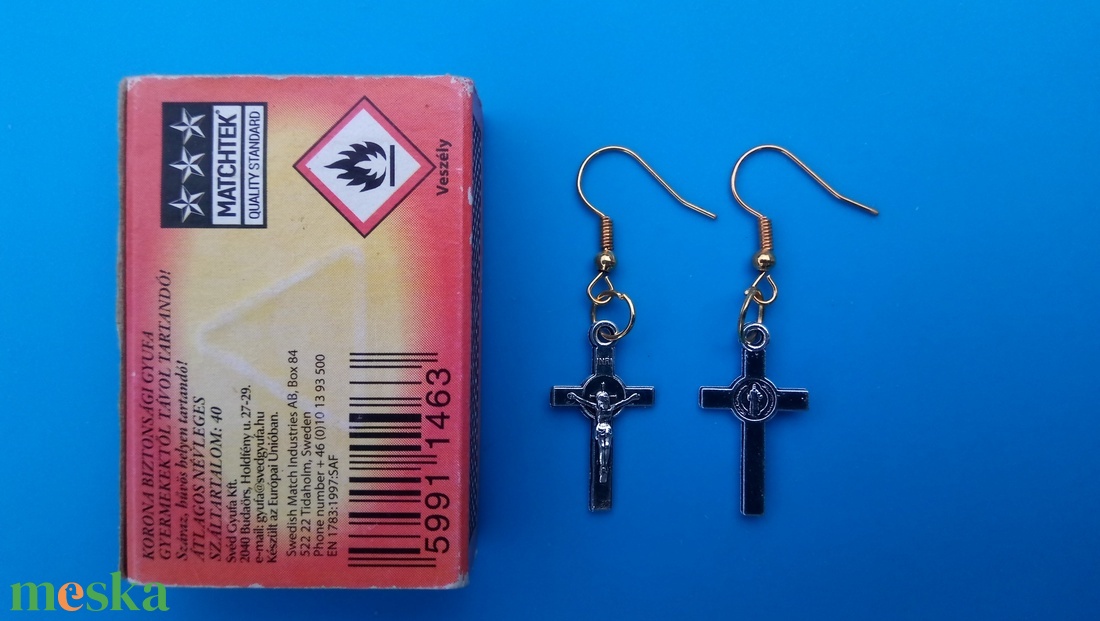 MATCHTEK®
QUALITY STANDARD
Veszély
KORONA BIZTONSÁGI GYUFA
GYERMEKEKTŐL TÁVOL TARTANDÓ!
Száraz, hűvös helyen tartandó!
ÁTLAGOS NÉVLEGES
SZÁLTARTALOM: 40
Svéd Gyufa Kft.
2040 Budaörs, Holdfény u. 27-29.
e-mail: gyufa@svedgyufa.hu
Készült az Európai Unióban.
Swedish Match Industries AB, Box 84
522 22 Tidaholm, Sweden
Phone number + 46 (0)10 13 93 500
EN 1783:1997:SAF
5991 1463
INRI
meska